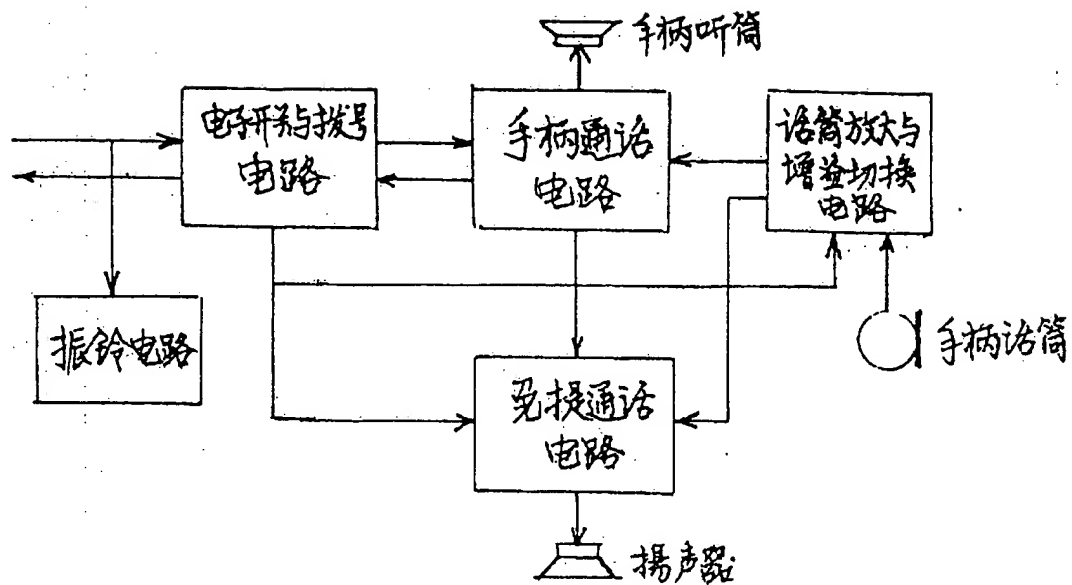 手柄听筒
电子开关与拨号
电路
手柄通话
电路
话筒放大与
增益切换
电路
振铃电路
手柄话筒
免提通话
电路
扬声器